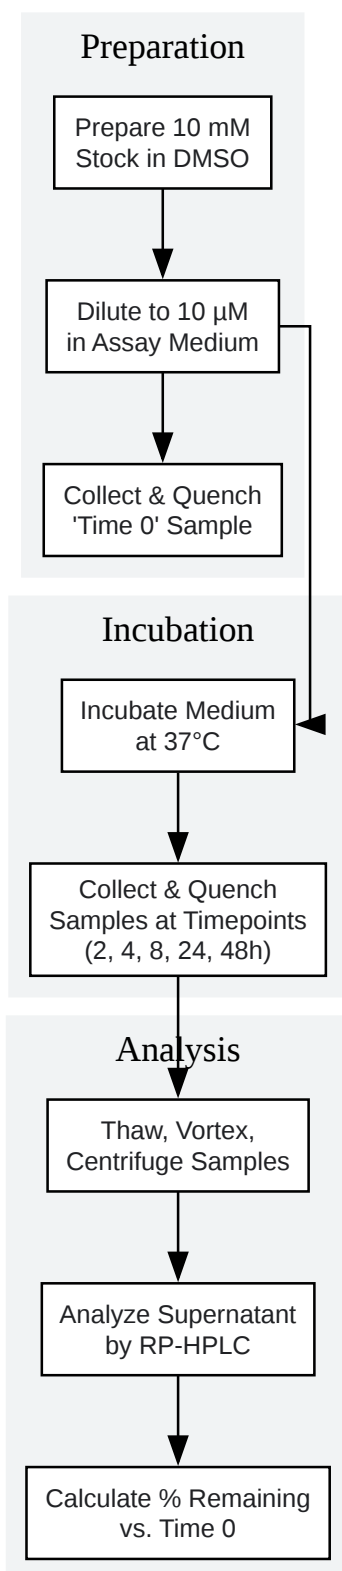 Preparation
Prepare 10 mM
Stock in DMSO
Dilute to 10 µM
in Assay Medium
Collect & Quench
'Time 0' Sample
Incubation
Incubate Medium
at 37°C
Collect & Quench
Samples at Timepoints
(2, 4, 8, 24, 48h)
Analysis
Thaw, Vortex,
Centrifuge Samples
Analyze Supernatant
by RP-HPLC
Calculate % Remaining
vs. Time 0